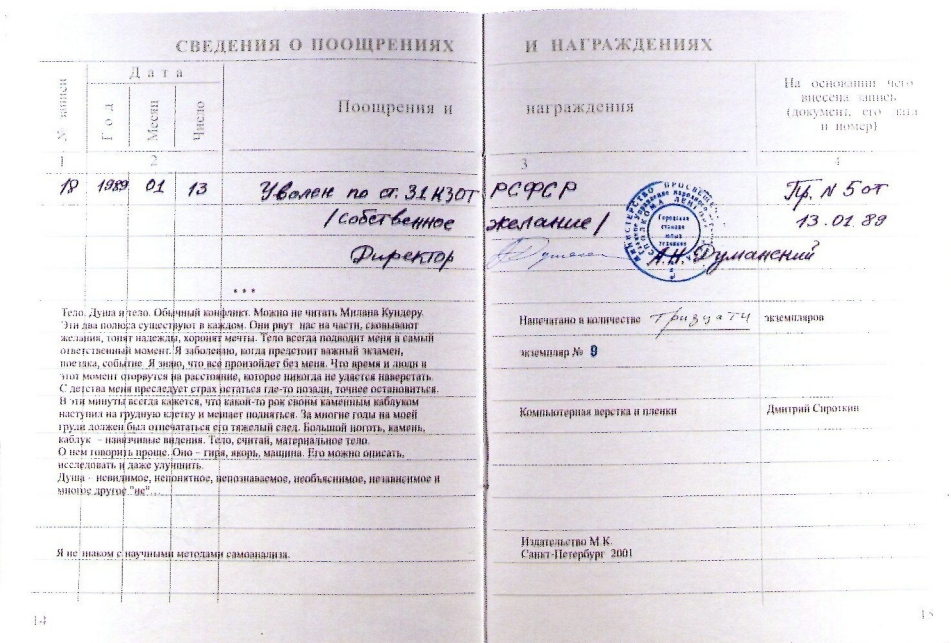 СВЕДЕНИЯ О ПООЩРЕНИЯХ И НАГРАЖДЕНИЯХ
№ записи
Дата
Год
Месяц
Число
Поощрения и награждения
На основании чего
внесена запись
(документ, его дата
и номер)
1 2 3 4
18 1989 01 13 Уволен по ст. 31 КЗОТ РСФСР Пр. N 5 от
/собственное желание/ 13.01.89
Директор А.Н. Думанский
* * *
Тело. Душа и тело. Обычный конфликт. Можно не читать Милана Кундеру.
Эти два полюса существуют в каждом. Они рвут нас на части, сковывают
желания, топят надежды, хоронят мечты. Тело всегда подводит меня в самый
ответственный момент. Я заболеваю, когда предстоит важный экзамен,
поездка, событие. Я знаю, что все произойдет без меня. Что время и люди в
этот момент оторвутся на расстояние, которое никогда не удастся наверстать.
С детства меня преследует страх остаться где-то позади, точнее остановиться.
В эти минуты всегда кажется, что какой-то рок своим каменным каблуком
наступил на грудную клетку и мешает подняться. За многие годы на моей
груди должен был отпечататься его тяжелый след. Большой ноготь, камень,
каблук - навязчивые видения. Тело, считай, материальное тело.
О нем говорить проще. Оно - гиря, якорь, машина. Его можно описать,
исследовать и даже улучшить.
Душа - невидимое, непонятное, непознаваемое, необъяснимое, независимое и
многое другое "не"...
Я не знаком с научными методами самоанализа.
14
Напечатано в количестве тридцати экземпляров
экземпляр № 9
Компьютерная верстка и пленки Дмитрий Сироткин
Издательство М.К.
Санкт-Петербург 2001
15